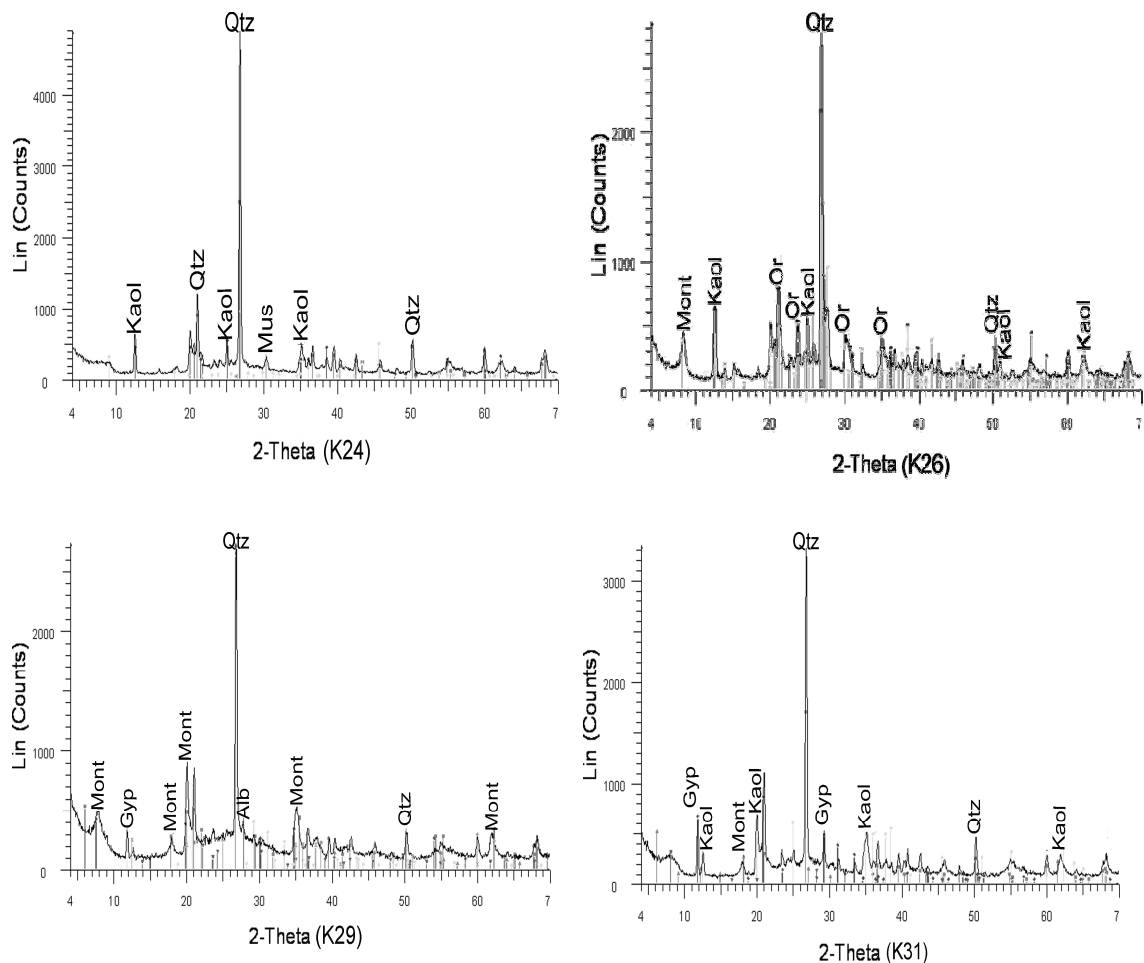 Qtz
Lin (Counts)
4000
3000
2000
1000
0
Kaol
Qtz
Kaol
Mus
Kaol
Qtz
4 10 20 30 40 50 60 7
2-Theta (K24)
Qtz
Lin (Counts)
2000
1000
0
Mont
Kaol
Or
Or
Kaol
Or
Or
Qtz
Kaol
Kaol
4 10 20 30 40 50 60 7
2-Theta (K26)
Qtz
Lin (Counts)
2000
1000
0
Mont
Gyp
Mont
Mont
Alb
Mont
Qtz
Mont
4 10 20 30 40 50 60 70
2-Theta (K29)
Qtz
Lin (Counts)
3000
2000
1000
0
Gyp
Kaol
Mont
Kaol
Gyp
Kaol
Qtz
Kaol
4 10 20 30 40 50 60 7
2-Theta (K31)